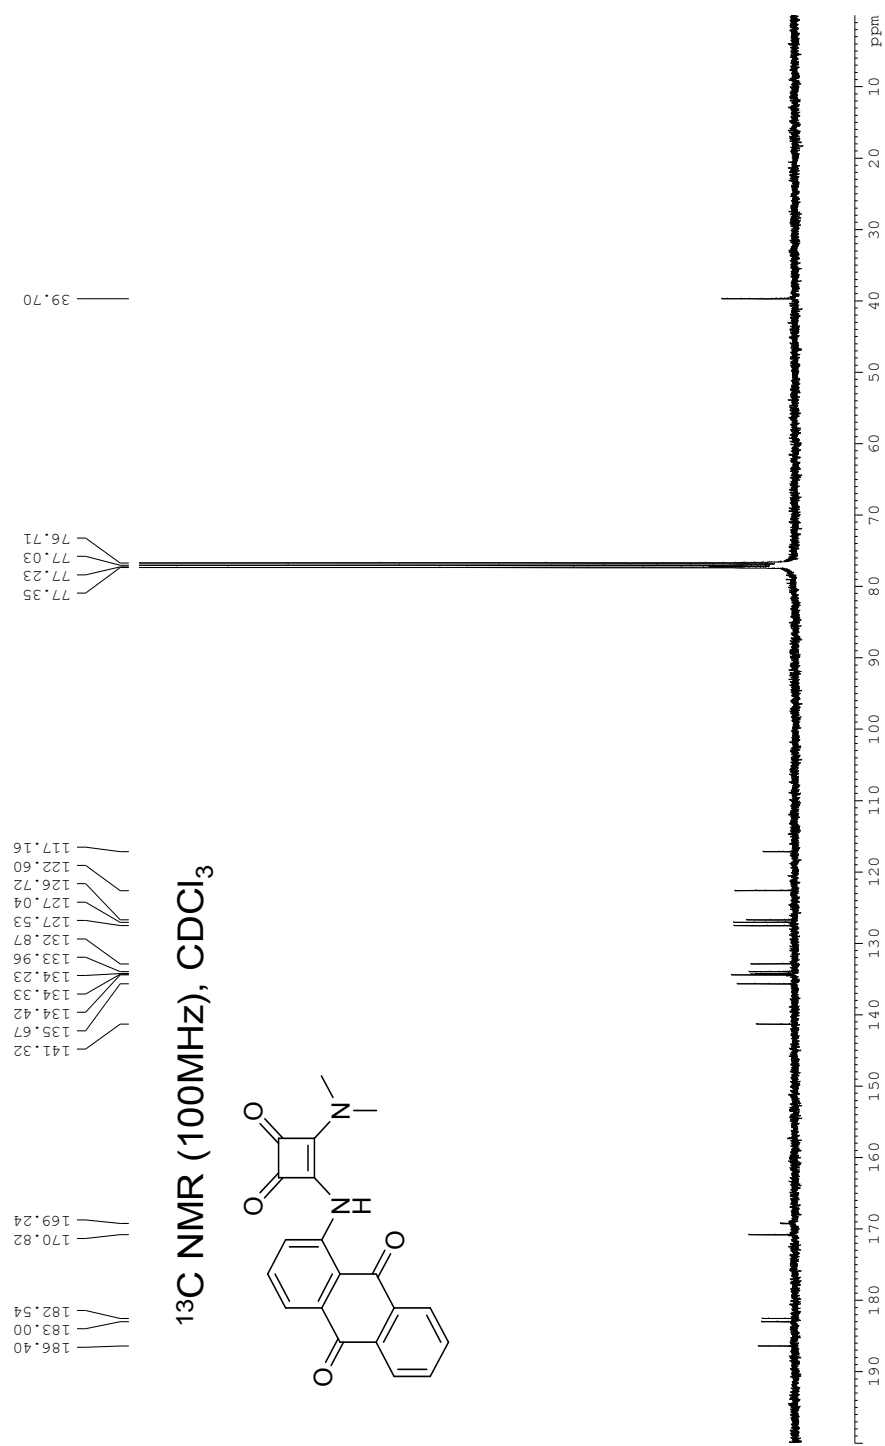 186.40
183.00
182.54
170.82
169.24
141.32
135.67
134.42
134.33
134.23
133.96
132.87
127.53
127.04
126.72
122.60
117.16
77.35
77.23
77.03
76.71
39.70
¹³C NMR (100MHz), CDCl₃
O
O
N
N
H
O
O
190 180 170 160 150 140 130 120 110 100 90 80 70 60 50 40 30 20 10 ppm